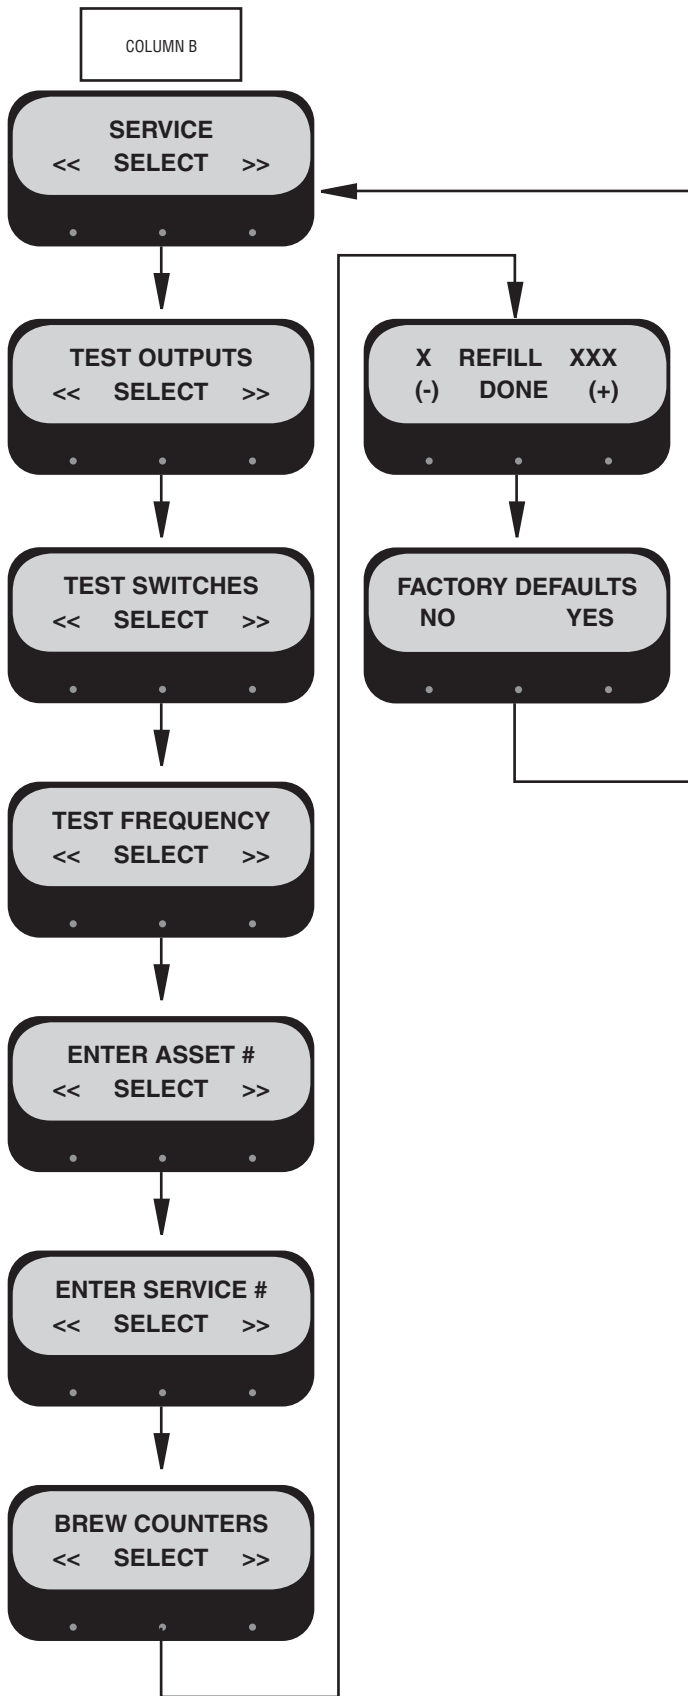 COLUMN B
SERVICE
<< SELECT >>
TEST OUTPUTS
<< SELECT >>
TEST SWITCHES
<< SELECT >>
TEST FREQUENCY
<< SELECT >>
ENTER ASSET #
<< SELECT >>
ENTER SERVICE #
<< SELECT >>
BREW COUNTERS
<< SELECT >>
X REFILL XXX
(-) DONE (+)
FACTORY DEFAULTS
NO YES